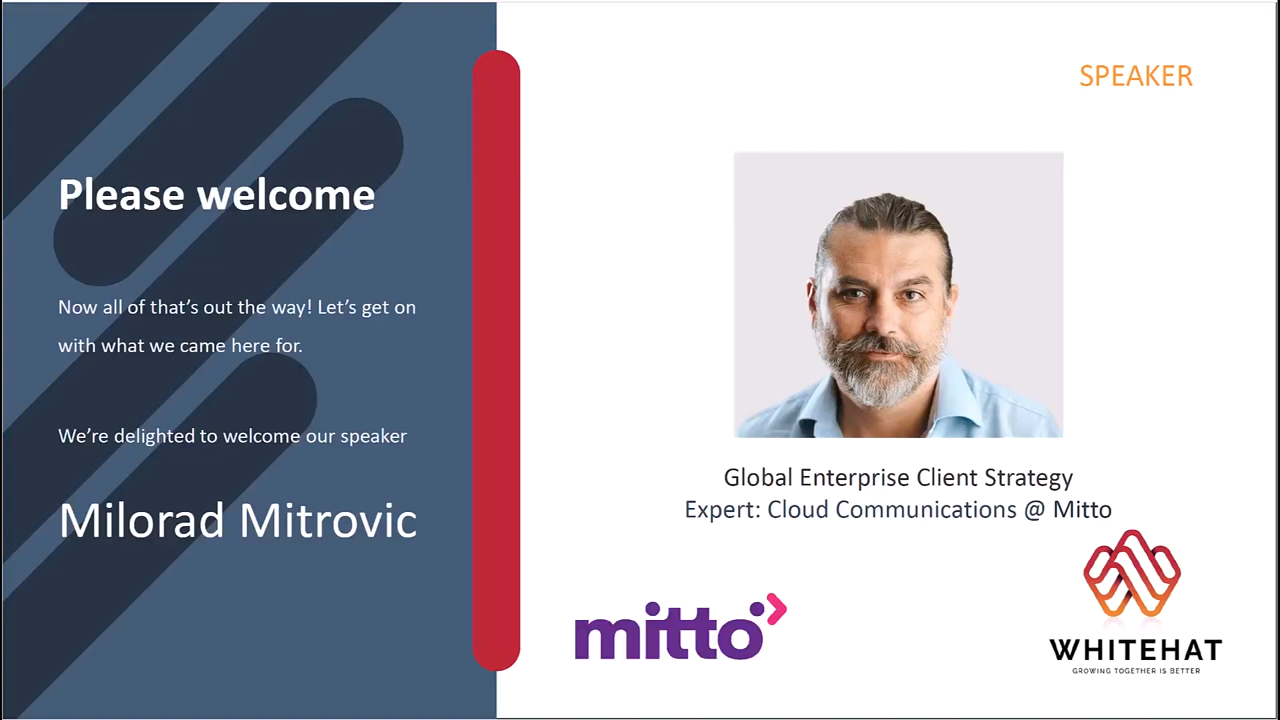 Please welcome
Now all of that's out the way! Let's get on
with what we came here for.
We're delighted to welcome our speaker
Milorad Mitrovic
SPEAKER
Global Enterprise Client Strategy
Expert: Cloud Communications @ Mitto
mitto
WHITEHAT
GROWING TOGETHER IS BETTER